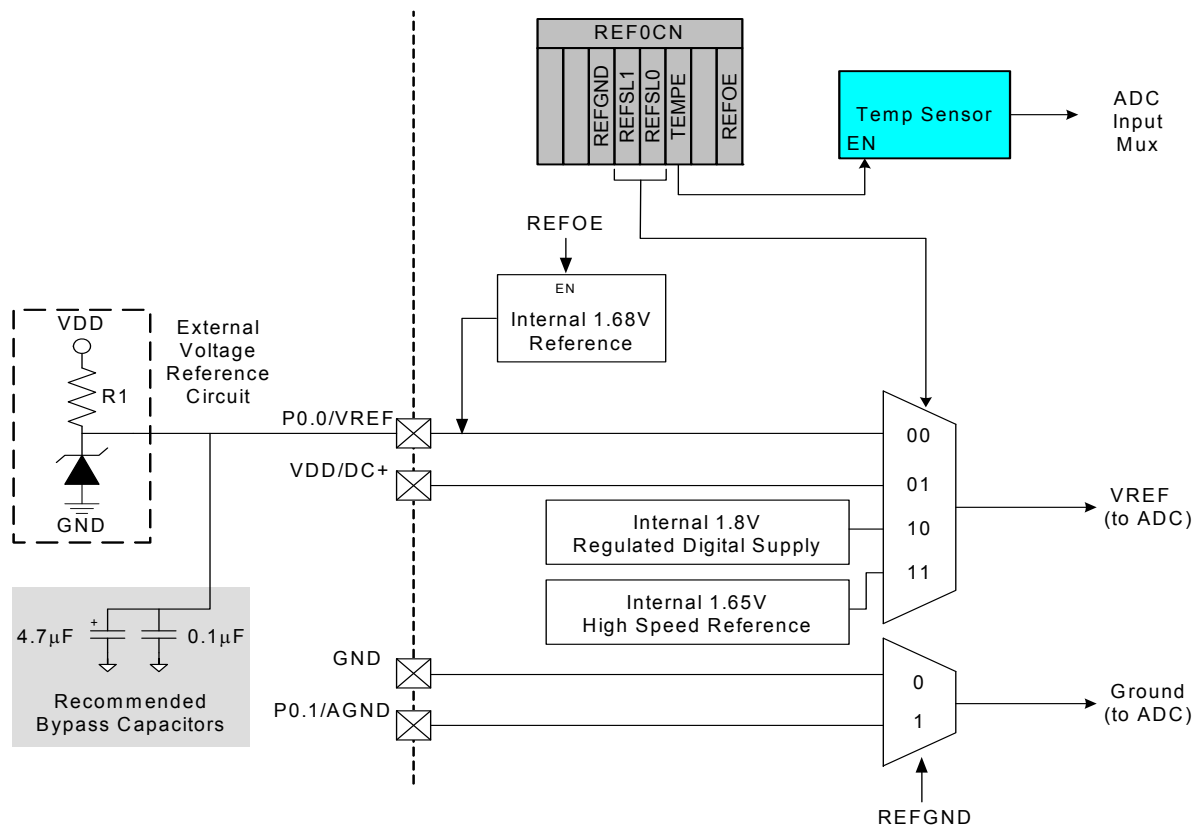 REF0CN
REFGND
REFSL1
REFSL0
TEMPE
REFOE
Temp Sensor
EN
ADC
Input
Mux
REFOE
EN
Internal 1.68V
Reference
VDD
R1
GND
External
Voltage
Reference
Circuit
P0.0/VREF
VDD/DC+
00
01
10
11
Internal 1.8V
Regulated Digital Supply
Internal 1.65V
High Speed Reference
VREF
(to ADC)
4.7μF
+
0.1μF
Recommended
Bypass Capacitors
GND
P0.1/AGND
0
1
Ground
(to ADC)
REFGND